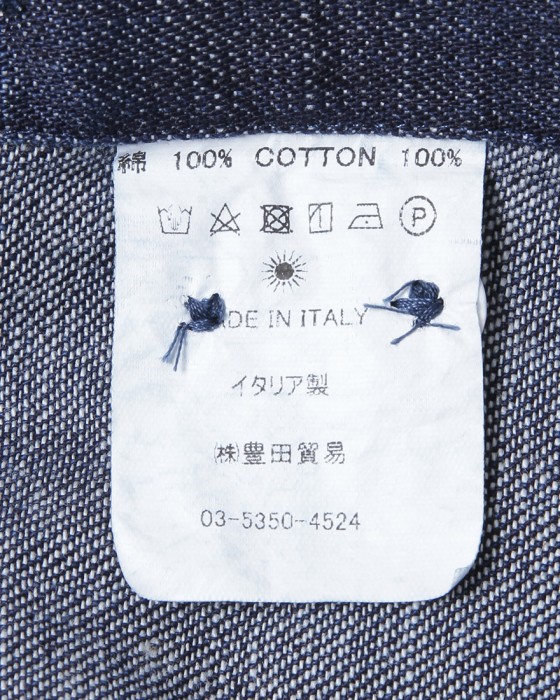 綿 100% COTTON 100%
P
DE IN ITALY
イタリア製
㈱豊田貿易
03-5350-4524